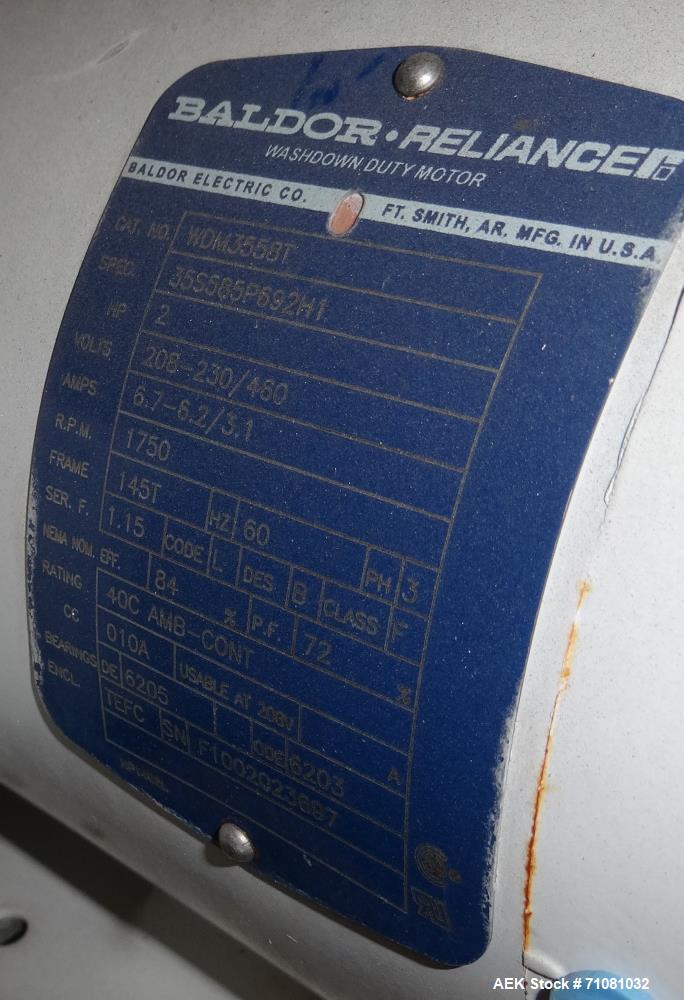 BALDOR • RELIANCE
WASHDOWN DUTY MOTOR
BALDOR ELECTRIC CO. FT. SMITH, AR. MFG. IN U.S.A
CAT. NO. WDM3558T
SPEC. 35S565P692H1
HP 2
VOLTS 208-230/460
AMPS 6.7-6.2/3.1
R.P.M. 1750
FRAME 145T HZ 60 PH 3
SER. F. 1.15 CODE L DES B CLASS F
NEMA NOM. EFF. 84 % P.F. 72 %
RATING 40C AMB-CONT
CC 010A USABLE AT 208V A
BEARINGS DE 6205 ODE 6203
ENCL. TEFC SN F1002023697
AEK Stock # 71081032